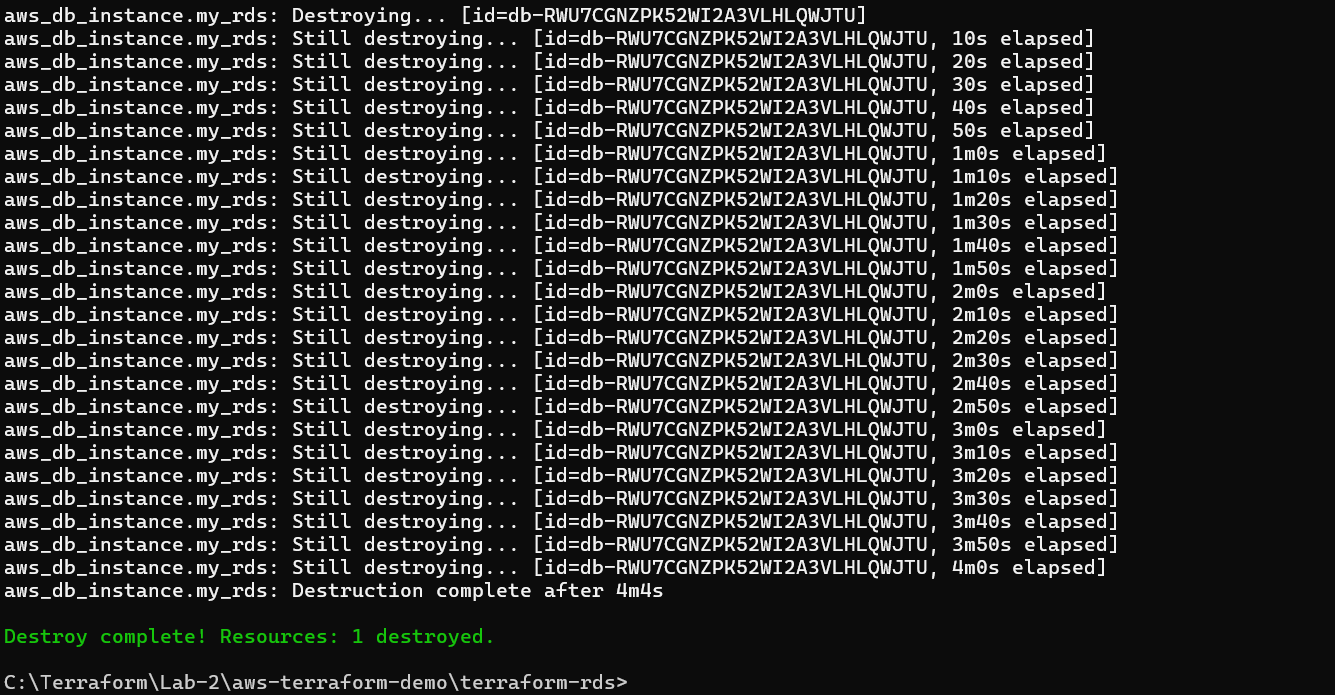 aws_db_instance.my_rds: Destroying... [id=db-RWU7CGNZPK52WI2A3VLHLQWJTU]
aws_db_instance.my_rds: Still destroying... [id=db-RWU7CGNZPK52WI2A3VLHLQWJTU, 10s elapsed]
aws_db_instance.my_rds: Still destroying... [id=db-RWU7CGNZPK52WI2A3VLHLQWJTU, 20s elapsed]
aws_db_instance.my_rds: Still destroying... [id=db-RWU7CGNZPK52WI2A3VLHLQWJTU, 30s elapsed]
aws_db_instance.my_rds: Still destroying... [id=db-RWU7CGNZPK52WI2A3VLHLQWJTU, 40s elapsed]
aws_db_instance.my_rds: Still destroying... [id=db-RWU7CGNZPK52WI2A3VLHLQWJTU, 50s elapsed]
aws_db_instance.my_rds: Still destroying... [id=db-RWU7CGNZPK52WI2A3VLHLQWJTU, 1m0s elapsed]
aws_db_instance.my_rds: Still destroying... [id=db-RWU7CGNZPK52WI2A3VLHLQWJTU, 1m10s elapsed]
aws_db_instance.my_rds: Still destroying... [id=db-RWU7CGNZPK52WI2A3VLHLQWJTU, 1m20s elapsed]
aws_db_instance.my_rds: Still destroying... [id=db-RWU7CGNZPK52WI2A3VLHLQWJTU, 1m30s elapsed]
aws_db_instance.my_rds: Still destroying... [id=db-RWU7CGNZPK52WI2A3VLHLQWJTU, 1m40s elapsed]
aws_db_instance.my_rds: Still destroying... [id=db-RWU7CGNZPK52WI2A3VLHLQWJTU, 1m50s elapsed]
aws_db_instance.my_rds: Still destroying... [id=db-RWU7CGNZPK52WI2A3VLHLQWJTU, 2m0s elapsed]
aws_db_instance.my_rds: Still destroying... [id=db-RWU7CGNZPK52WI2A3VLHLQWJTU, 2m10s elapsed]
aws_db_instance.my_rds: Still destroying... [id=db-RWU7CGNZPK52WI2A3VLHLQWJTU, 2m20s elapsed]
aws_db_instance.my_rds: Still destroying... [id=db-RWU7CGNZPK52WI2A3VLHLQWJTU, 2m30s elapsed]
aws_db_instance.my_rds: Still destroying... [id=db-RWU7CGNZPK52WI2A3VLHLQWJTU, 2m40s elapsed]
aws_db_instance.my_rds: Still destroying... [id=db-RWU7CGNZPK52WI2A3VLHLQWJTU, 2m50s elapsed]
aws_db_instance.my_rds: Still destroying... [id=db-RWU7CGNZPK52WI2A3VLHLQWJTU, 3m0s elapsed]
aws_db_instance.my_rds: Still destroying... [id=db-RWU7CGNZPK52WI2A3VLHLQWJTU, 3m10s elapsed]
aws_db_instance.my_rds: Still destroying... [id=db-RWU7CGNZPK52WI2A3VLHLQWJTU, 3m20s elapsed]
aws_db_instance.my_rds: Still destroying... [id=db-RWU7CGNZPK52WI2A3VLHLQWJTU, 3m30s elapsed]
aws_db_instance.my_rds: Still destroying... [id=db-RWU7CGNZPK52WI2A3VLHLQWJTU, 3m40s elapsed]
aws_db_instance.my_rds: Still destroying... [id=db-RWU7CGNZPK52WI2A3VLHLQWJTU, 3m50s elapsed]
aws_db_instance.my_rds: Still destroying... [id=db-RWU7CGNZPK52WI2A3VLHLQWJTU, 4m0s elapsed]
aws_db_instance.my_rds: Destruction complete after 4m4s
Destroy complete! Resources: 1 destroyed.
C:\Terraform\Lab-2\aws-terraform-demo\terraform-rds>